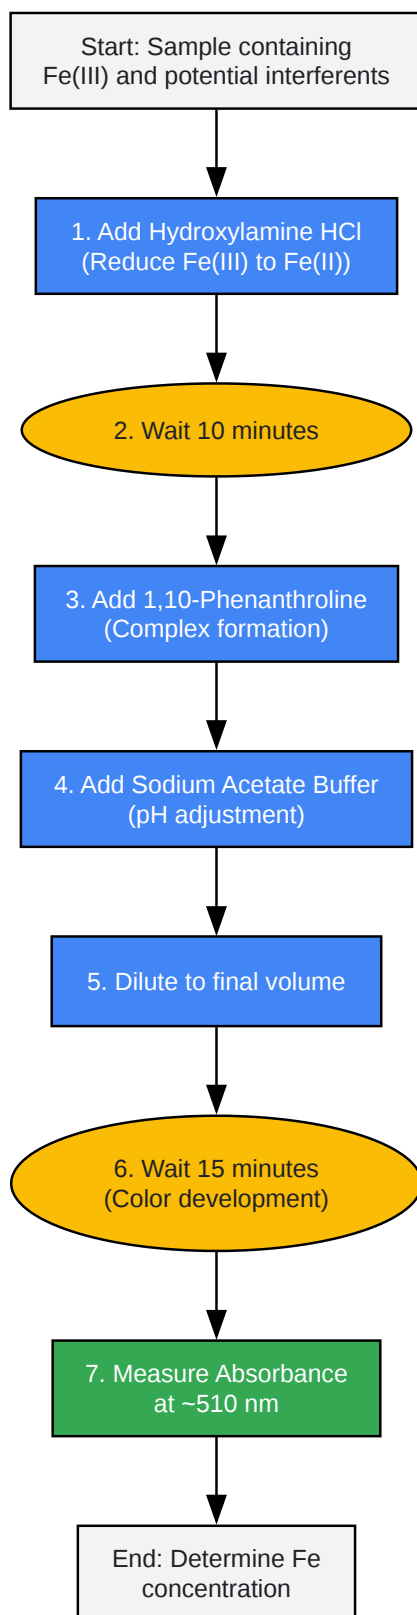 Start: Sample containing
Fe(III) and potential interferents
1. Add Hydroxylamine HCl
(Reduce Fe(III) to Fe(II))
2. Wait 10 minutes
3. Add 1,10-Phenanthroline
(Complex formation)
4. Add Sodium Acetate Buffer
(pH adjustment)
5. Dilute to final volume
6. Wait 15 minutes
(Color development)
7. Measure Absorbance
at ~510 nm
End: Determine Fe
concentration